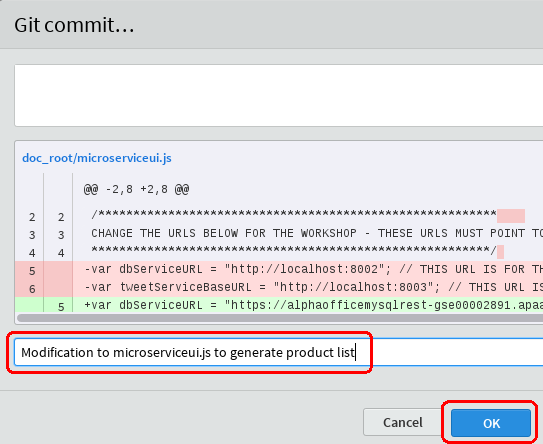 Git commit…
doc_root/microserviceui.js
@@ -2,8 +2,8 @@
2 2 /*********************************************************
3 3 CHANGE THE URLS BELOW FOR THE WORKSHOP - THESE URLS MUST POINT TO
4 4 *********************************************************/
5 -var dbServiceURL = "http://localhost:8002"; // THIS URL IS FOR TH
6 -var tweetServiceBaseURL = "http://localhost:8003"; // THIS URL IS
5 +var dbServiceURL = "https://alphaofficemysqlrest-gse00002891.apaa
Modification to microserviceui.js to generate product list
Cancel OK